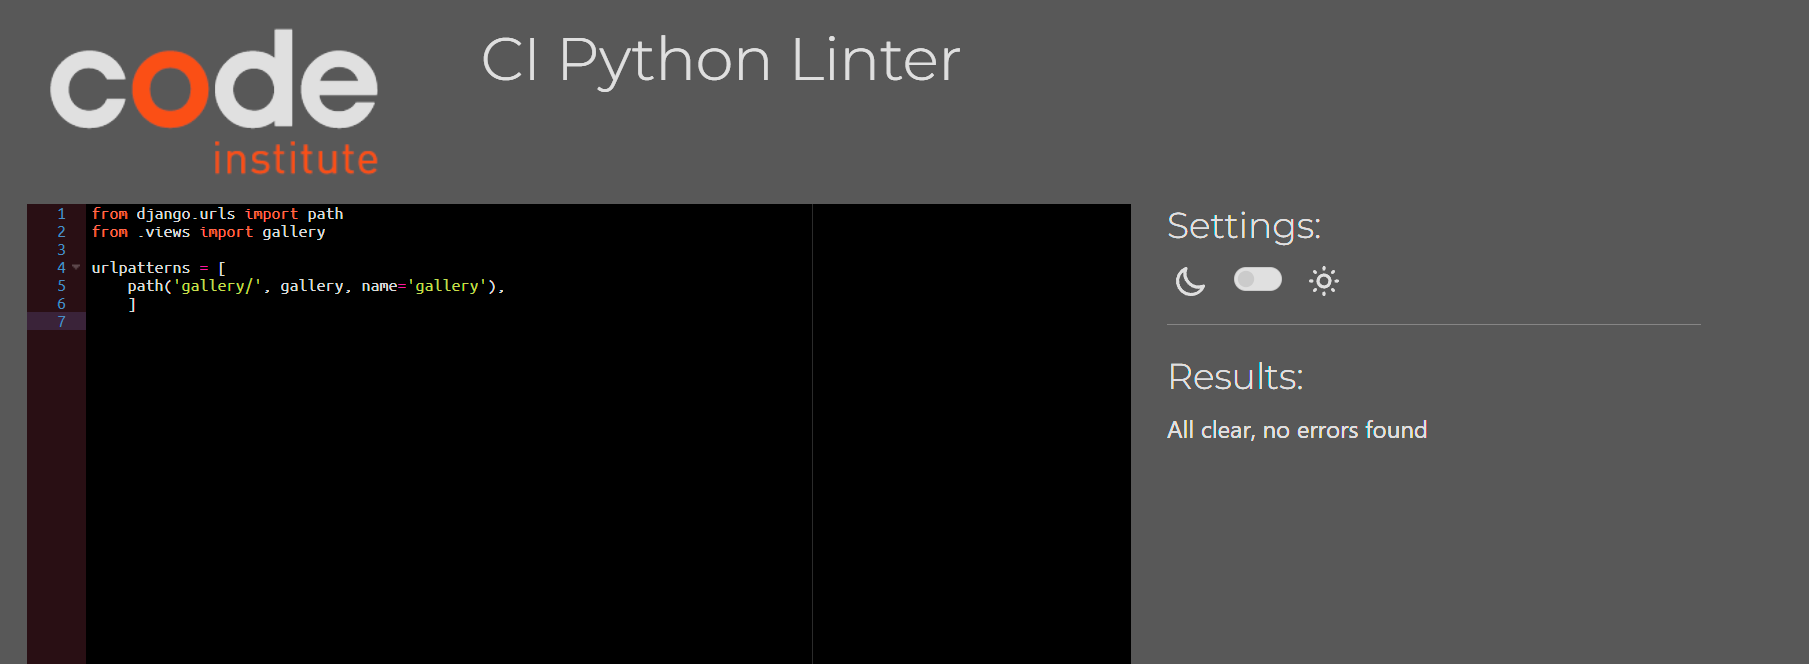 code
institute
CI Python Linter
1 from django.urls import path
2 from .views import gallery
3
4 urlpatterns = [
5     path('gallery/', gallery, name='gallery'),
6     ]
7
Settings:
Results:
All clear, no errors found